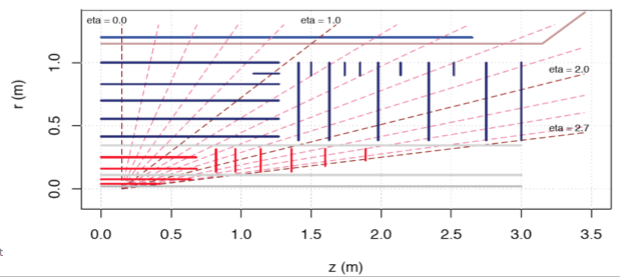 eta = 0.0
eta = 1.0
eta = 2.0
eta = 2.7
r (m)
1.0
0.5
0.0
0.0 0.5 1.0 1.5 2.0 2.5 3.0 3.5
z (m)
t